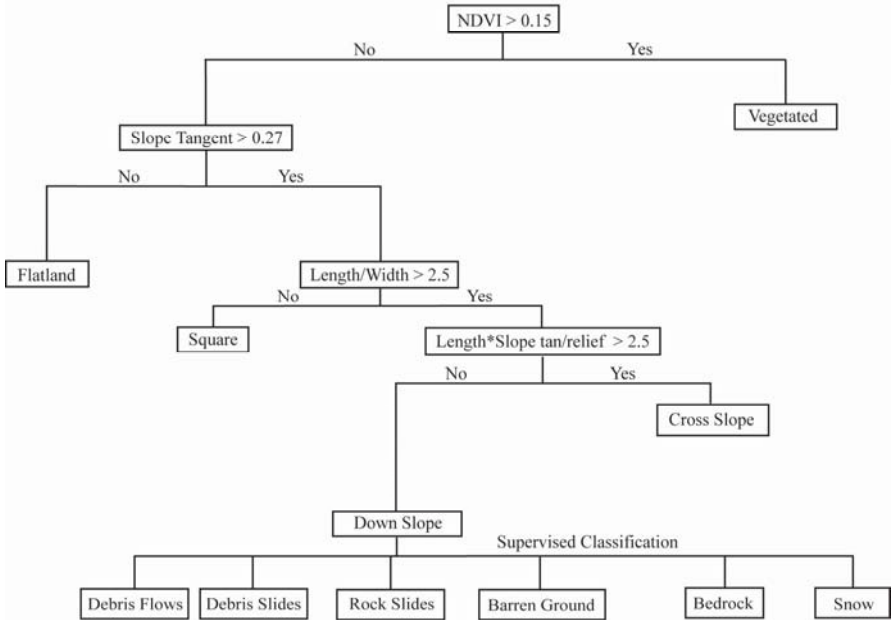 NDVI > 0.15
No
Yes
Vegetated
Slope Tangent > 0.27
No
Yes
Flatland
Length/Width > 2.5
No
Yes
Square
Length*Slope tan/relief > 2.5
No
Yes
Cross Slope
Down Slope
Supervised Classification
Debris Flows
Debris Slides
Rock Slides
Barren Ground
Bedrock
Snow